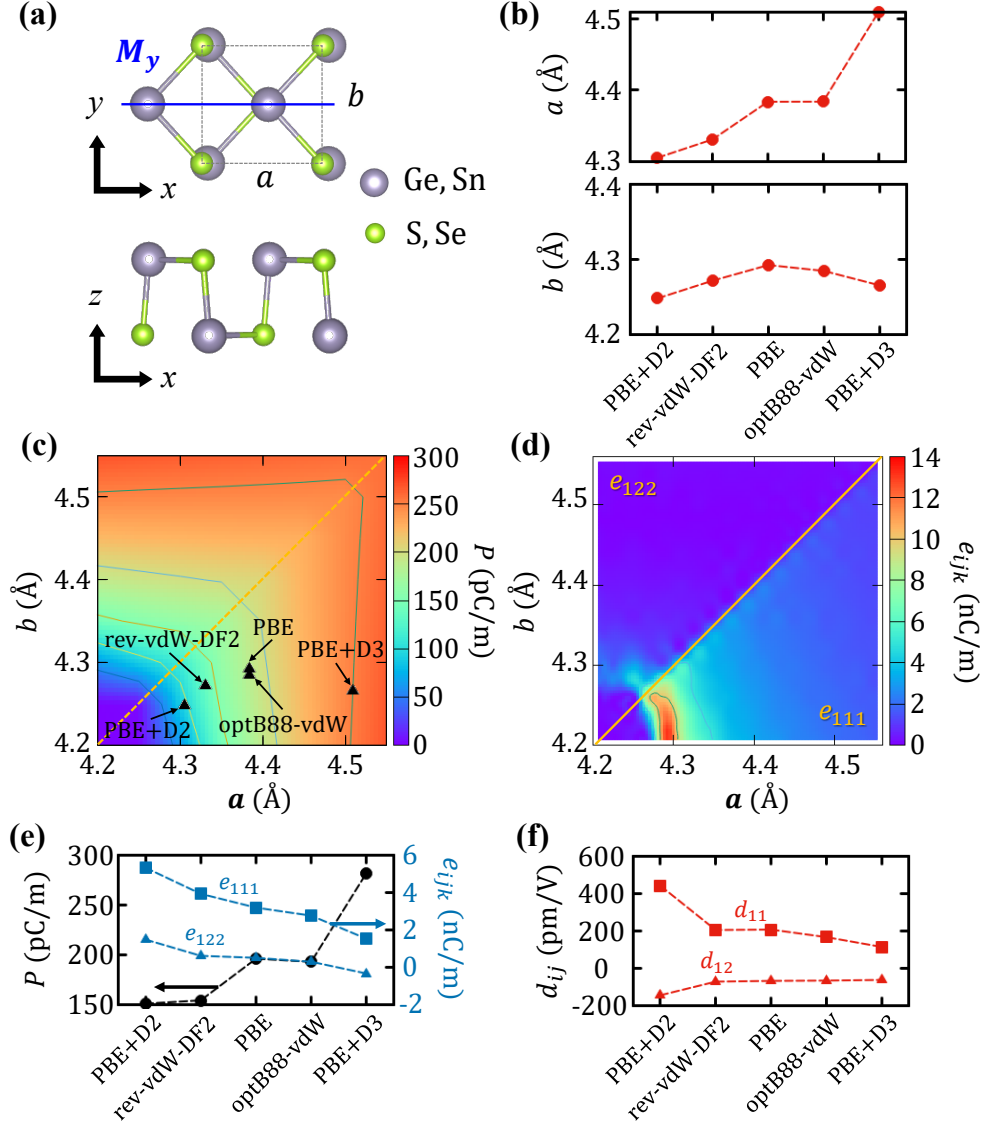 (a)
M_y
y
b
a
x
Ge, Sn
S, Se
z
x
(b)
a (Å)
4.5
4.4
4.3
b (Å)
4.4
4.3
4.2
PBE+D2
rev-vdW-DF2
PBE
optB88-vdW
PBE+D3
(c)
b (Å)
4.5
4.4
4.3
4.2
4.2 4.3 4.4 4.5
a (Å)
rev-vdW-DF2
PBE
PBE+D3
PBE+D2
optB88-vdW
300
250
200
150
100
50
0
P (pC/m)
(d)
b (Å)
4.5
4.4
4.3
4.2
4.2 4.3 4.4 4.5
a (Å)
e_122
e_111
14
12
10
8
6
4
2
0
e_ijk (nC/m)
(e)
P (pC/m)
300
250
200
150
e_111
e_122
6
4
2
0
-2
e_ijk (nC/m)
PBE+D2
rev-vdW-DF2
PBE
optB88-vdW
PBE+D3
(f)
d_ij (pm/V)
600
400
200
0
-200
d_11
d_12
PBE+D2
rev-vdW-DF2
PBE
optB88-vdW
PBE+D3